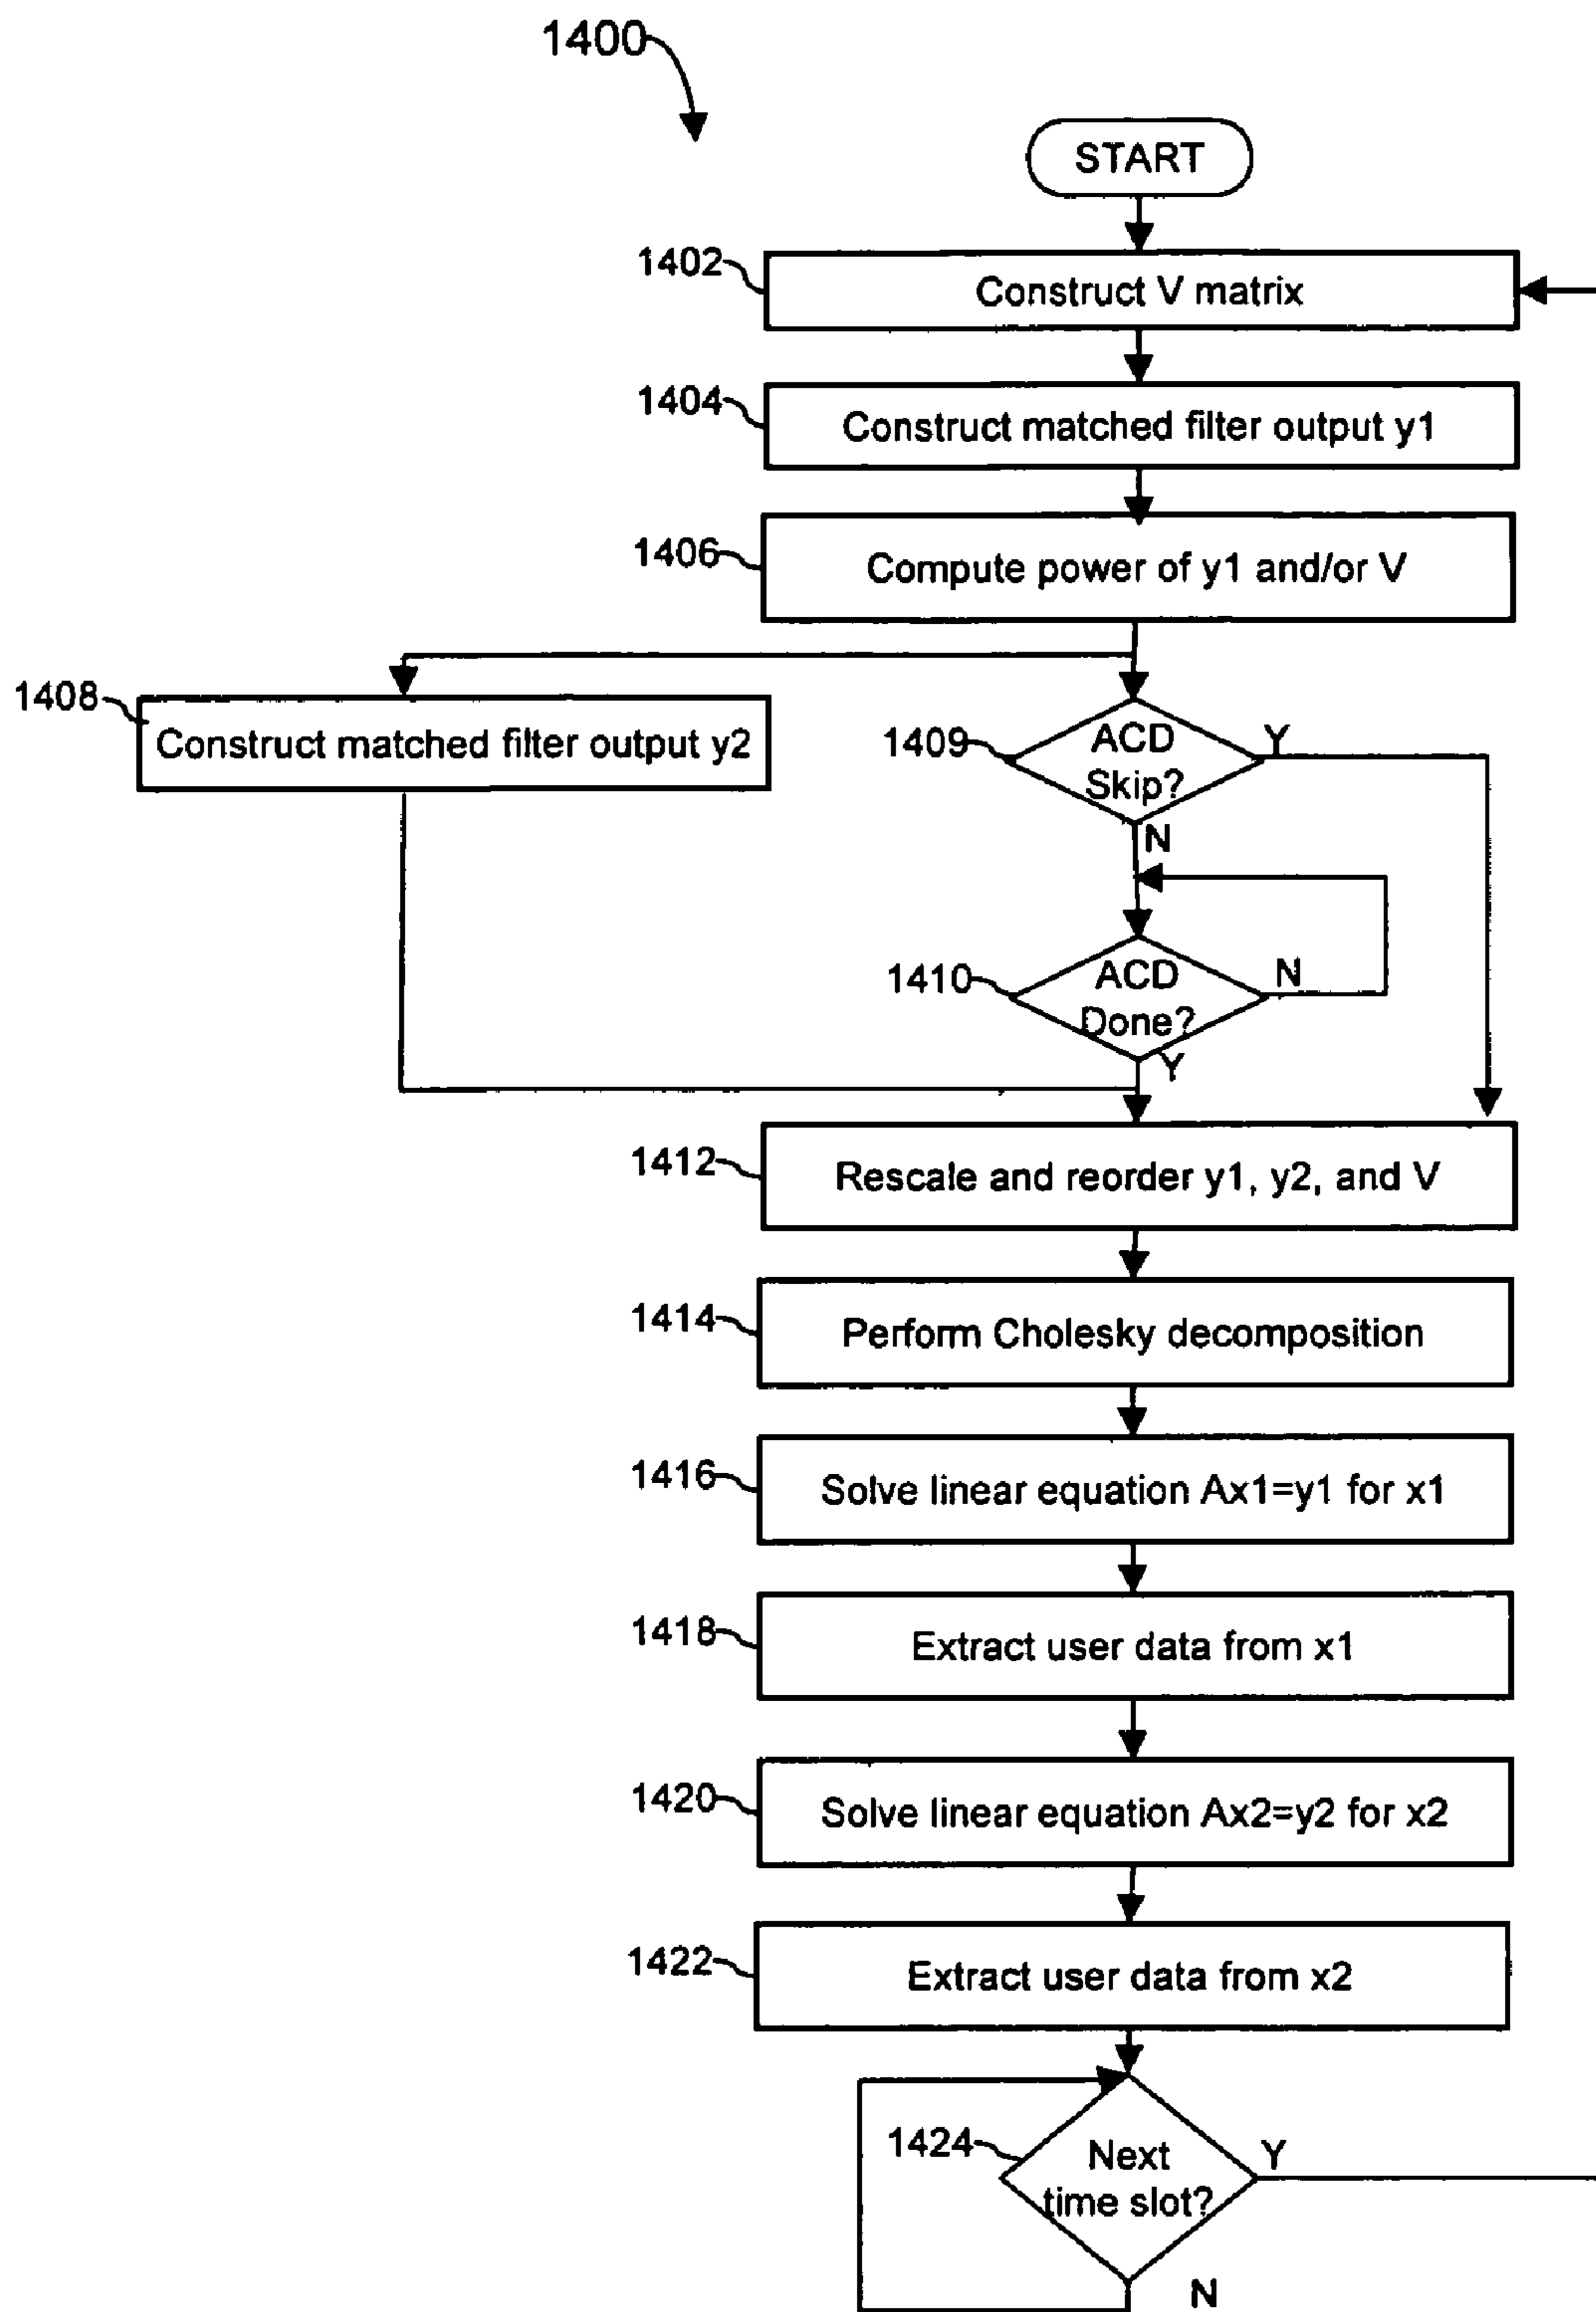 1400
START
1402
Construct V matrix
1404
Construct matched filter output y1
1406
Compute power of y1 and/or V
1408
Construct matched filter output y2
1409
ACD
Skip?
Y
N
1410
ACD
Done?
N
Y
1412
Rescale and reorder y1, y2, and V
1414
Perform Cholesky decomposition
1416
Solve linear equation Ax1=y1 for x1
1418
Extract user data from x1
1420
Solve linear equation Ax2=y2 for x2
1422
Extract user data from x2
1424
Next
time slot?
Y
N